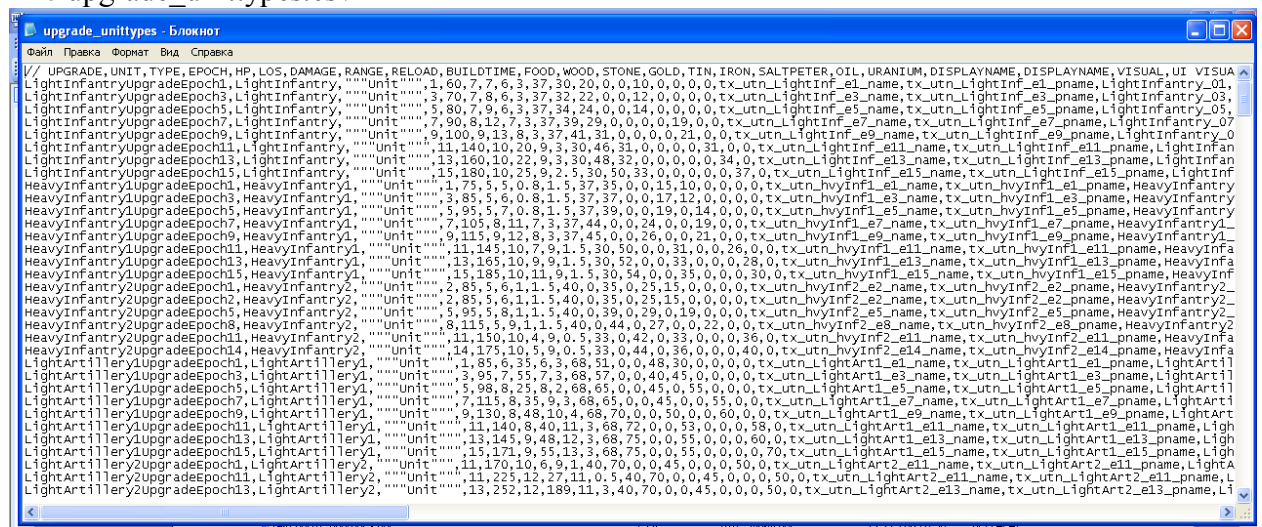 upgrade_unittypes - Блокнот
Файл Правка Формат Вид Справка
// UPGRADE,UNIT,TYPE,EPOCH,HP,LOS,DAMAGE,RANGE,RELOAD,BUILDTIME,FOOD,WOOD,STONE,GOLD,TIN,IRON,SALTPETER,OIL,URANIUM,DISPLAYNAME,DISPLAYNAME,VISUAL,UI VISUA
LightInfantryUpgradeEpoch1,LightInfantry,"""Unit""",1,60,7,7,6,3,37,30,20,0,0,10,0,0,0,0,tx_utn_LightInf_e1_name,tx_utn_LightInf_e1_pname,LightInfantry_01,
LightInfantryUpgradeEpoch3,LightInfantry,"""Unit""",3,70,7,8,6,3,37,32,22,0,0,12,0,0,0,0,tx_utn_LightInf_e3_name,tx_utn_LightInf_e3_pname,LightInfantry_03,
LightInfantryUpgradeEpoch5,LightInfantry,"""Unit""",5,80,7,9,6,3,37,34,24,0,0,14,0,0,0,0,tx_utn_LightInf_e5_name,tx_utn_LightInf_e5_pname,LightInfantry_05,
LightInfantryUpgradeEpoch7,LightInfantry,"""Unit""",7,90,8,12,7,3,37,39,29,0,0,0,0,19,0,0,tx_utn_LightInf_e7_name,tx_utn_LightInf_e7_pname,LightInfantry_07
LightInfantryUpgradeEpoch9,LightInfantry,"""Unit""",9,100,9,13,8,3,37,41,31,0,0,0,0,21,0,0,tx_utn_LightInf_e9_name,tx_utn_LightInf_e9_pname,LightInfantry_0
LightInfantryUpgradeEpoch11,LightInfantry,"""Unit""",11,140,10,20,9,3,30,46,31,0,0,0,0,0,31,0,tx_utn_LightInf_e11_name,tx_utn_LightInf_e11_pname,LightInfan
LightInfantryUpgradeEpoch13,LightInfantry,"""Unit""",13,160,10,22,9,3,30,48,32,0,0,0,0,0,34,0,tx_utn_LightInf_e13_name,tx_utn_LightInf_e13_pname,LightInfan
LightInfantryUpgradeEpoch15,LightInfantry,"""Unit""",15,180,10,25,9,2.5,30,50,33,0,0,0,0,0,37,0,tx_utn_LightInf_e15_name,tx_utn_LightInf_e15_pname,LightInf
HeavyInfantry1UpgradeEpoch1,HeavyInfantry1,"""Unit""",1,75,5,5,0.8,1.5,37,35,0,0,15,10,0,0,0,0,tx_utn_hvyInf1_e1_name,tx_utn_hvyInf1_e1_pname,HeavyInfantry
HeavyInfantry1UpgradeEpoch3,HeavyInfantry1,"""Unit""",3,85,5,6,0.8,1.5,37,37,0,0,17,12,0,0,0,0,tx_utn_hvyInf1_e3_name,tx_utn_hvyInf1_e3_pname,HeavyInfantry
HeavyInfantry1UpgradeEpoch5,HeavyInfantry1,"""Unit""",5,95,5,7,0.8,1.5,37,39,0,0,19,0,14,0,0,0,tx_utn_hvyInf1_e5_name,tx_utn_hvyInf1_e5_pname,HeavyInfantry
HeavyInfantry1UpgradeEpoch7,HeavyInfantry1,"""Unit""",7,105,8,11,7,3,37,44,0,0,24,0,0,19,0,0,tx_utn_hvyInf1_e7_name,tx_utn_hvyInf1_e7_pname,HeavyInfantry1_
HeavyInfantry1UpgradeEpoch9,HeavyInfantry1,"""Unit""",9,115,9,12,8,3,37,45,0,0,26,0,0,21,0,0,tx_utn_hvyInf1_e9_name,tx_utn_hvyInf1_e9_pname,HeavyInfantry1_
HeavyInfantry1UpgradeEpoch11,HeavyInfantry1,"""Unit""",11,145,10,7,9,1.5,30,50,0,0,31,0,0,0,26,0,tx_utn_hvyInf1_e11_name,tx_utn_hvyInf1_e11_pname,HeavyInfa
HeavyInfantry1UpgradeEpoch13,HeavyInfantry1,"""Unit""",13,165,10,9,9,1.5,30,52,0,0,33,0,0,0,28,0,tx_utn_hvyInf1_e13_name,tx_utn_hvyInf1_e13_pname,HeavyInfa
HeavyInfantry1UpgradeEpoch15,HeavyInfantry1,"""Unit""",15,185,10,11,9,1.5,30,54,0,0,35,0,0,0,30,0,tx_utn_hvyInf1_e15_name,tx_utn_hvyInf1_e15_pname,HeavyInf
HeavyInfantry2UpgradeEpoch2,HeavyInfantry2,"""Unit""",2,85,5,6,1,1.5,40,0,35,0,25,15,0,0,0,0,tx_utn_hvyInf2_e2_name,tx_utn_hvyInf2_e2_pname,HeavyInfantry2_
HeavyInfantry2UpgradeEpoch2,HeavyInfantry2,"""Unit""",2,85,5,6,1,1.5,40,0,35,0,25,15,0,0,0,0,tx_utn_hvyInf2_e2_name,tx_utn_hvyInf2_e2_pname,HeavyInfantry2_
HeavyInfantry2UpgradeEpoch5,HeavyInfantry2,"""Unit""",5,95,5,8,1,1.5,40,0,39,0,29,0,19,0,0,0,tx_utn_hvyInf2_e5_name,tx_utn_hvyInf2_e5_pname,HeavyInfantry2_
HeavyInfantry2UpgradeEpoch8,HeavyInfantry2,"""Unit""",8,115,5,9,1,1.5,40,0,44,0,27,0,0,22,0,0,tx_utn_hvyInf2_e8_name,tx_utn_hvyInf2_e8_pname,HeavyInfantry2
HeavyInfantry2UpgradeEpoch11,HeavyInfantry2,"""Unit""",11,150,10,4,9,0.5,33,0,42,0,33,0,0,0,36,0,tx_utn_hvyInf2_e11_name,tx_utn_hvyInf2_e11_pname,HeavyInfa
HeavyInfantry2UpgradeEpoch14,HeavyInfantry2,"""Unit""",14,175,10,5,9,0.5,33,0,44,0,36,0,0,0,40,0,tx_utn_hvyInf2_e14_name,tx_utn_hvyInf2_e14_pname,HeavyInfa
LightArtillery1UpgradeEpoch1,LightArtillery1,"""Unit""",1,85,6,35,6,3,68,51,0,0,48,30,0,0,0,0,tx_utn_LightArt1_e1_name,tx_utn_LightArt1_e1_pname,LightArtil
LightArtillery1UpgradeEpoch3,LightArtillery1,"""Unit""",3,95,7,35,7,3,68,57,0,0,40,45,0,0,0,0,tx_utn_LightArt1_e3_name,tx_utn_LightArt1_e3_pname,LightArtil
LightArtillery1UpgradeEpoch5,LightArtillery1,"""Unit""",5,98,8,25,8,2,68,65,0,0,45,0,55,0,0,0,tx_utn_LightArt1_e5_name,tx_utn_LightArt1_e5_pname,LightArtil
LightArtillery1UpgradeEpoch7,LightArtillery1,"""Unit""",7,115,8,35,9,3,68,65,0,0,45,0,0,55,0,0,tx_utn_LightArt1_e7_name,tx_utn_LightArt1_e7_pname,LightArti
LightArtillery1UpgradeEpoch9,LightArtillery1,"""Unit""",9,130,8,48,10,4,68,70,0,0,50,0,0,60,0,0,tx_utn_LightArt1_e9_name,tx_utn_LightArt1_e9_pname,LightArt
LightArtillery1UpgradeEpoch11,LightArtillery1,"""Unit""",11,140,8,40,11,3,68,72,0,0,53,0,0,0,58,0,tx_utn_LightArt1_e11_name,tx_utn_LightArt1_e11_pname,Ligh
LightArtillery1UpgradeEpoch13,LightArtillery1,"""Unit""",13,145,9,48,12,3,68,75,0,0,55,0,0,0,60,0,tx_utn_LightArt1_e13_name,tx_utn_LightArt1_e13_pname,Ligh
LightArtillery1UpgradeEpoch15,LightArtillery1,"""Unit""",15,171,9,55,13,3,68,75,0,0,55,0,0,0,70,tx_utn_LightArt1_e15_name,tx_utn_LightArt1_e15_pname,Ligh
LightArtillery2UpgradeEpoch1,LightArtillery2,"""Unit""",11,170,10,6,9,1,40,70,0,0,45,0,0,0,50,0,tx_utn_LightArt2_e11_name,tx_utn_LightArt2_e11_pname,LightA
LightArtillery2UpgradeEpoch11,LightArtillery2,"""Unit""",11,225,12,27,11,0.5,40,70,0,0,45,0,0,0,50,0,tx_utn_LightArt2_e11_name,tx_utn_LightArt2_e11_pname,L
LightArtillery2UpgradeEpoch13,LightArtillery2,"""Unit""",13,252,12,189,11,3,40,70,0,0,45,0,0,0,50,0,tx_utn_LightArt2_e13_name,tx_utn_LightArt2_e13_pname,Li